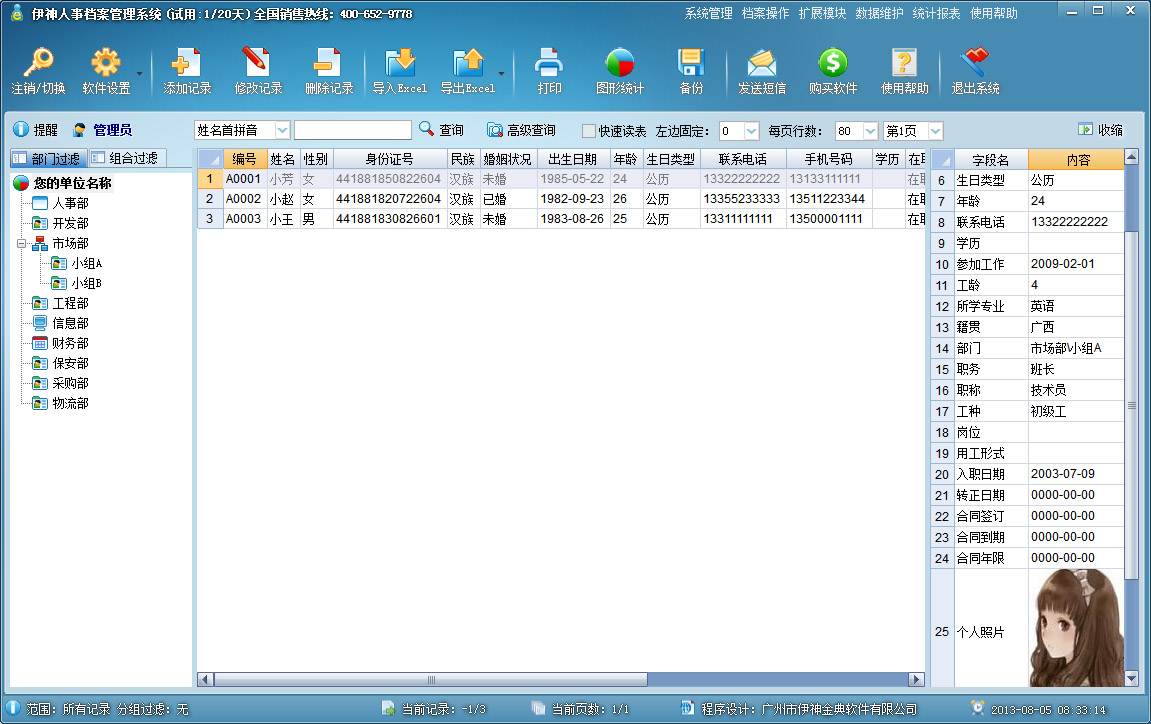 伊神人事档案管理系统 (试用:1/20天) 全国销售热线: 400-652-9778
系统管理 档案操作 扩展模块 数据维护 统计报表 使用帮助
注销/切换 软件设置 添加记录 修改记录 删除记录 导入Excel 导出Excel 打印 图形统计 备份 发送短信 购买软件 使用帮助 退出系统
提醒 管理员 姓名首拼音 查询 高级查询 快速读表 左边固定: 0 每页行数: 80 第1页 收缩
部门过滤 组合过滤
您的单位名称
人事部
开发部
市场部
小组A
小组B
工程部
信息部
财务部
保安部
采购部
物流部
编号 姓名 性别 身份证号 民族 婚姻状况 出生日期 年龄 生日类型 联系电话 手机号码 学历 在
1 A0001 小芳 女 441881850822604 汉族 未婚 1985-05-22 24 公历 13322222222 13133111111 在
2 A0002 小赵 女 441881820722604 汉族 已婚 1982-09-23 26 公历 13355233333 13511223344 在
3 A0003 小王 男 441881830826601 汉族 未婚 1983-08-26 25 公历 13311111111 13500001111 在
字段名 内容
6 生日类型 公历
7 年龄 24
8 联系电话 13322222222
9 学历
10 参加工作 2009-02-01
11 工龄 4
12 所学专业 英语
13 籍贯 广西
14 部门 市场部\小组A
15 职务 班长
16 职称 技术员
17 工种 初级工
18 岗位
19 用工形式
20 入职日期 2003-07-09
21 转正日期 0000-00-00
22 合同签订 0000-00-00
23 合同到期 0000-00-00
24 合同年限 0000-00-00
25 个人照片
范围: 所有记录 分组过滤: 无 当前记录: -1/3 当前页数: 1/1 程序设计: 广州市伊神金典软件有限公司 2013-08-05 08:33:14